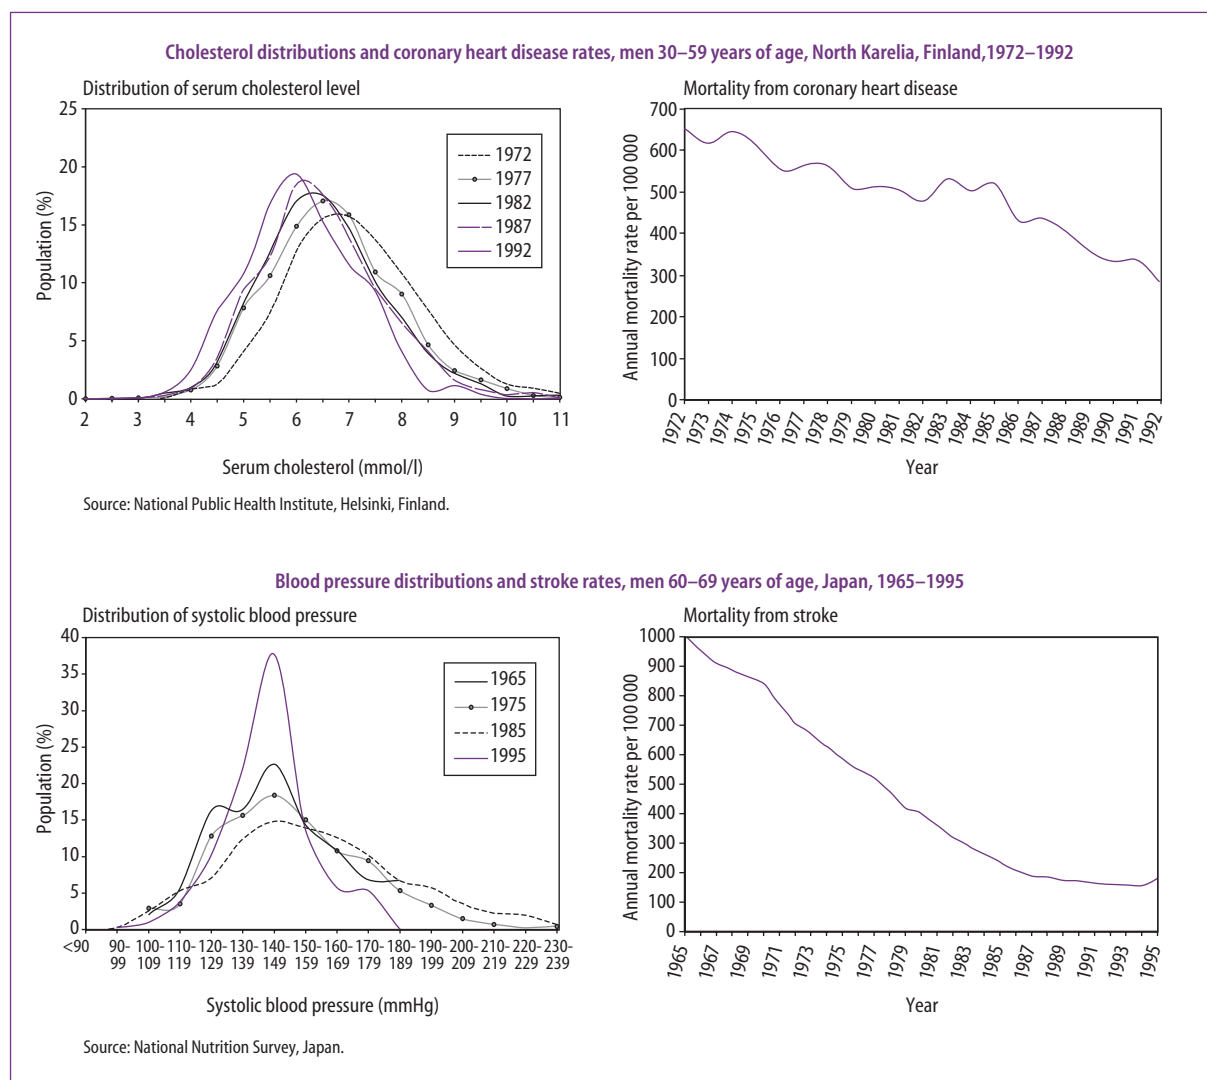 Cholesterol distributions and coronary heart disease rates, men 30–59 years of age, North Karelia, Finland,1972–1992
Distribution of serum cholesterol level
25
20
15
10
5
0
Population (%)
1972
1977
1982
1987
1992
2 3 4 5 6 7 8 9 10 11
Serum cholesterol (mmol/l)
Source: National Public Health Institute, Helsinki, Finland.
Mortality from coronary heart disease
700
600
500
400
300
200
100
0
Annual mortality rate per 100 000
1972 1973 1974 1975 1976 1977 1978 1979 1980 1981 1982 1983 1984 1985 1986 1987 1988 1989 1990 1991 1992
Year
Blood pressure distributions and stroke rates, men 60–69 years of age, Japan, 1965–1995
Distribution of systolic blood pressure
40
35
30
25
20
15
10
5
0
Population (%)
1965
1975
1985
1995
<90 90- 100- 110- 120- 130- 140- 150- 160- 170- 180- 190- 200- 210- 220- 230-
99 109 119 129 139 149 159 169 179 189 199 209 219 229 239
Systolic blood pressure (mmHg)
Source: National Nutrition Survey, Japan.
Mortality from stroke
1000
900
800
700
600
500
400
300
200
100
0
Annual mortality rate per 100 000
1965 1967 1969 1971 1973 1975 1977 1979 1981 1983 1985 1987 1989 1991 1993 1995
Year